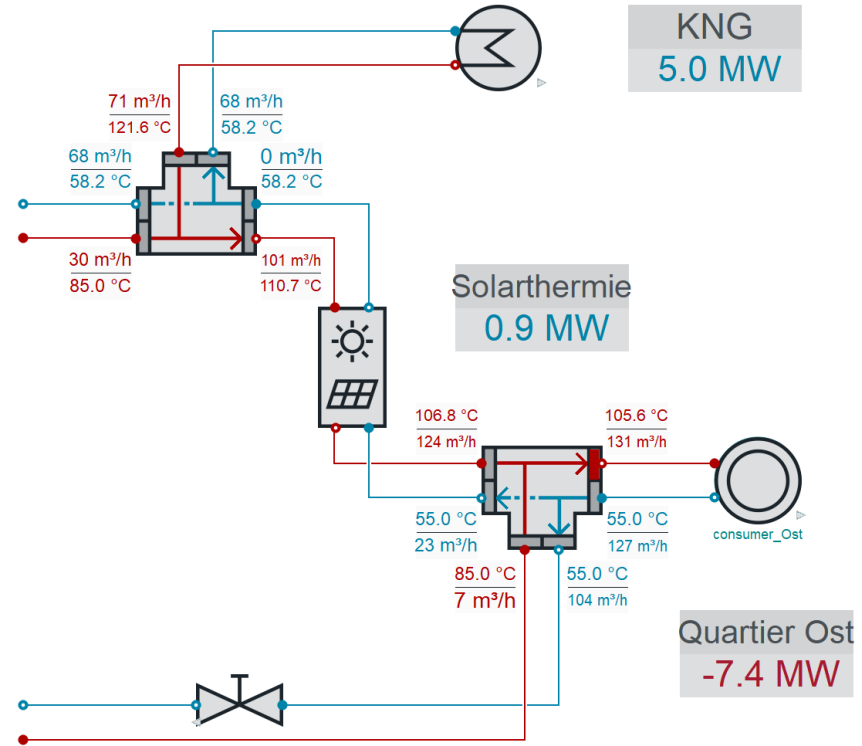 KNG
5.0 MW
71 m³/h
68 m³/h
121.6 °C
58.2 °C
68 m³/h
0 m³/h
58.2 °C
58.2 °C
30 m³/h
101 m³/h
85.0 °C
110.7 °C
Solarthermie
0.9 MW
106.8 °C
105.6 °C
124 m³/h
131 m³/h
55.0 °C
55.0 °C
23 m³/h
127 m³/h
consumer_Ost
85.0 °C
55.0 °C
7 m³/h
104 m³/h
Quartier Ost
-7.4 MW